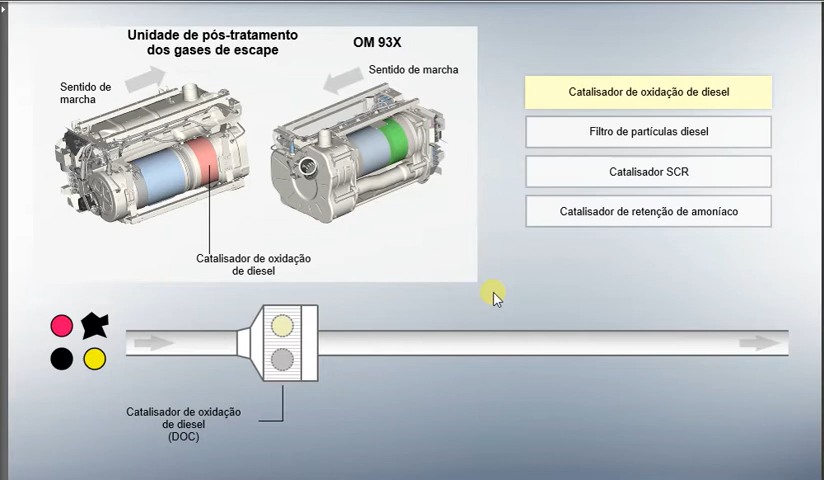 Unidade de pós-tratamento
dos gases de escape
OM 93X
Sentido de
marcha
Sentido de marcha
Catalisador de oxidação
de diesel
Catalisador de oxidação de diesel
Filtro de partículas diesel
Catalisador SCR
Catalisador de retenção de amoníaco
Catalisador de oxidação
de diesel
(DOC)